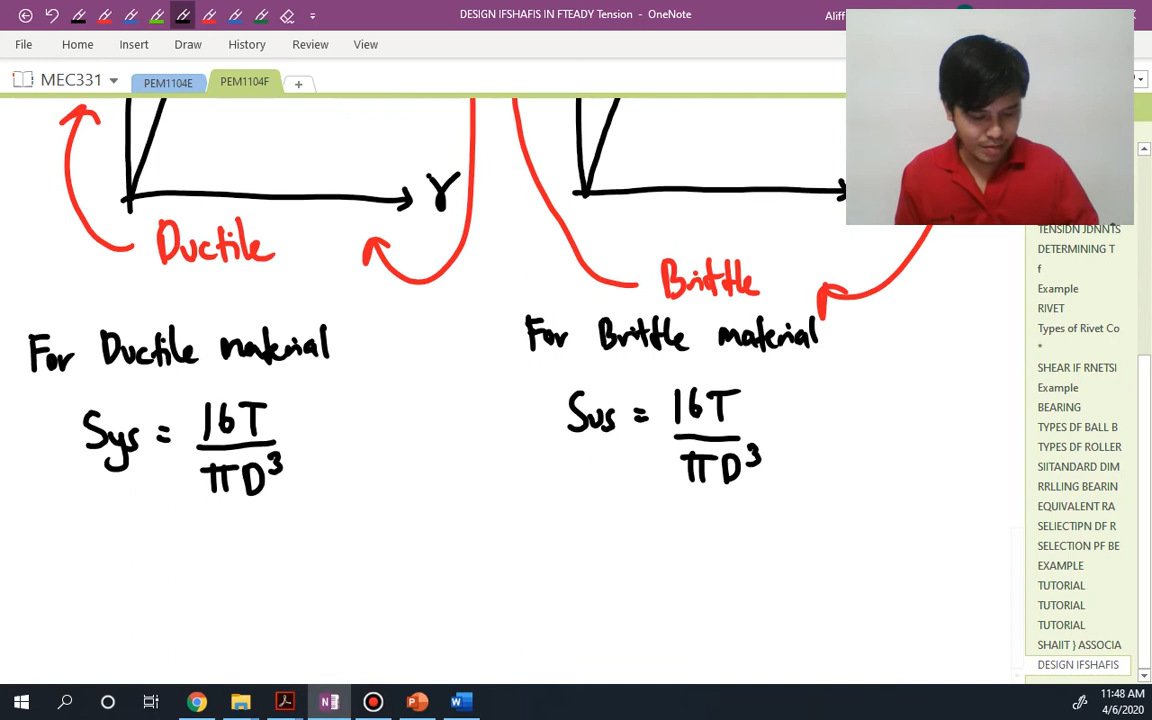 DESIGN IFSHAFIS IN FTEADY Tension - OneNote
Aliff
File Home Insert Draw History Review View
MEC331 PEM1104E PEM1104F
γ
Ductile
Brittle
For Ductile material
For Brittle material
Sys = 16T / πD³
Sus = 16T / πD³
TENSIDN JDNNTS
DETERMINING T
f
Example
RIVET
Types of Rivet Co
*
SHEAR IF RNETSI
Example
BEARING
TYPES DF BALL B
TYPES DF ROLLER
SIITANDARD DIM
RRLLING BEARIN
EQUIVALENT RA
SELIECTIPN DF R
SELECTION PF BE
EXAMPLE
TUTORIAL
TUTORIAL
TUTORIAL
SHAIIT } ASSOCIA
DESIGN IFSHAFIS
11:48 AM
4/6/2020